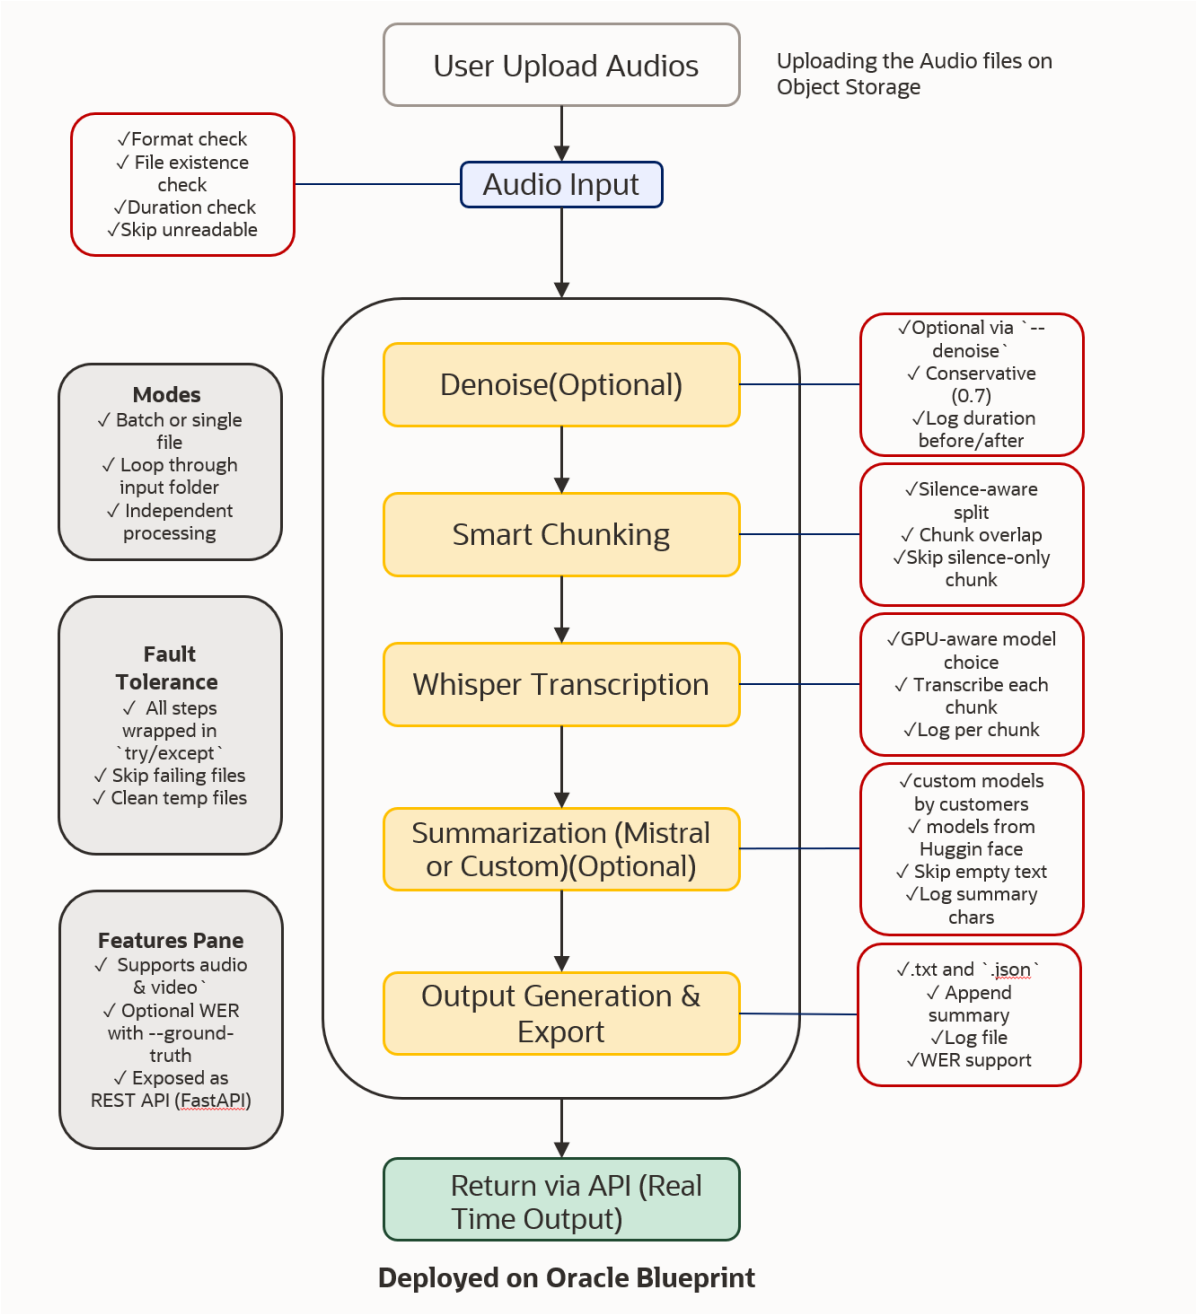 User Upload Audios
Uploading the Audio files on
Object Storage
✓Format check
✓ File existence
check
✓Duration check
✓Skip unreadable
Audio Input
Denoise(Optional)
✓Optional via `--
denoise`
✓ Conservative
(0.7)
✓Log duration
before/after
Modes
✓ Batch or single
file
✓ Loop through
input folder
✓ Independent
processing
Smart Chunking
✓Silence-aware
split
✓ Chunk overlap
✓Skip silence-only
chunk
Fault
Tolerance
✓ All steps
wrapped in
`try/except`
✓ Skip failing files
✓ Clean temp files
Whisper Transcription
✓GPU-aware model
choice
✓ Transcribe each
chunk
✓Log per chunk
Summarization (Mistral
or Custom)(Optional)
✓custom models
by customers
✓ models from
Huggin face
✓ Skip empty text
✓Log summary
chars
Features Pane
✓ Supports audio
& video`
✓ Optional WER
with --ground-
truth
✓ Exposed as
REST API (FastAPI)
Output Generation &
Export
✓.txt and `.json`
✓ Append
summary
✓Log file
✓WER support
Return via API (Real
Time Output)
Deployed on Oracle Blueprint